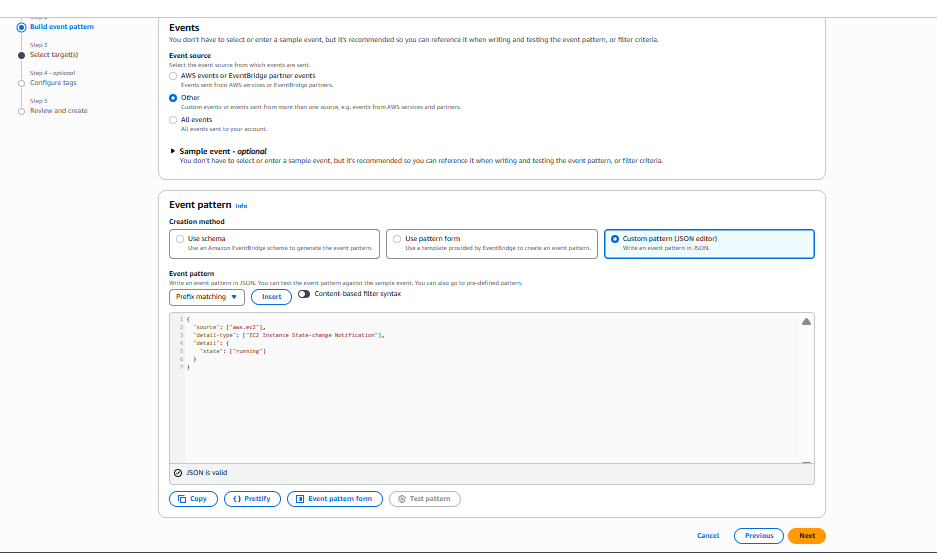 Build event pattern
Step 3
Select target(s)
Step 4 - optional
Configure tags
Step 5
Review and create
Events
You don't have to select or enter a sample event, but it's recommended so you can reference it when writing and testing the event pattern, or filter criteria.
Event source
Select the event source from which events are sent.
AWS events or EventBridge partner events
Events sent from AWS services or EventBridge partners.
Other
Custom events or events sent from more than one source, e.g. events from AWS services and partners.
All events
All events sent to your account.
Sample event - optional
You don't have to select or enter a sample event, but it's recommended so you can reference it when writing and testing the event pattern, or filter criteria.
Event pattern Info
Creation method
Use schema
Use an Amazon EventBridge schema to generate the event pattern.
Use pattern form
Use a template provided by EventBridge to create an event pattern.
Custom pattern (JSON editor)
Write an event pattern in JSON.
Event pattern
Write an event pattern in JSON. You can test the event pattern against the sample event. You can also go to pre-defined pattern.
Prefix matching Insert Content-based filter syntax
1 {
2 "source": ["aws.ec2"],
3 "detail-type": ["EC2 Instance State-change Notification"],
4 "detail": {
5 "state": ["running"]
6 }
7 }
JSON is valid
Copy { } Prettify Event pattern form Test pattern
Cancel Previous Next